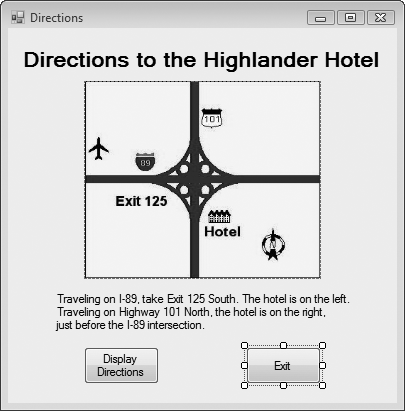 Directions
Directions to the Highlander Hotel
101
89
Exit 125
Hotel
Traveling on I-89, take Exit 125 South. The hotel is on the left.
Traveling on Highway 101 North, the hotel is on the right,
just before the I-89 intersection.
Display
Directions
Exit